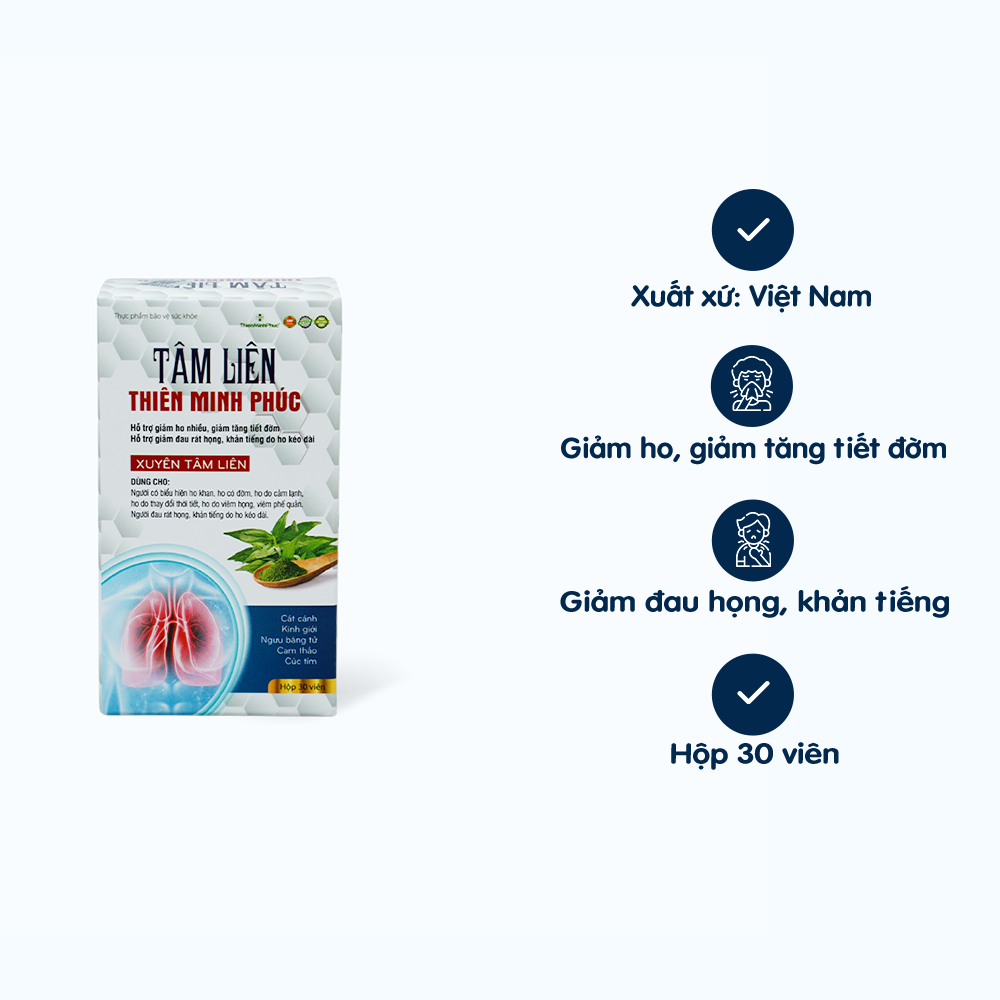 TÂM LIÊ
Thực phẩm bảo vệ sức khỏe
ThienMinhPhuc
TÂM LIÊN
THIÊN MINH PHÚC
Hỗ trợ giảm ho nhiều, giảm tăng tiết đờm
Hỗ trợ giảm đau rát họng, khản tiếng do ho kéo dài
XUYÊN TÂM LIÊN
DÙNG CHO:
Người có biểu hiện ho khan, ho có đờm, ho do cảm lạnh,
ho do thay đổi thời tiết, ho do viêm họng, viêm phế quản.
Người đau rát họng, khản tiếng do ho kéo dài.
Cát cánh
Kinh giới
Ngưu bàng tử
Cam thảo
Cúc tím
Hộp 30 viên
Xuất xứ: Việt Nam
Giảm ho, giảm tăng tiết đờm
Giảm đau họng, khản tiếng
Hộp 30 viên